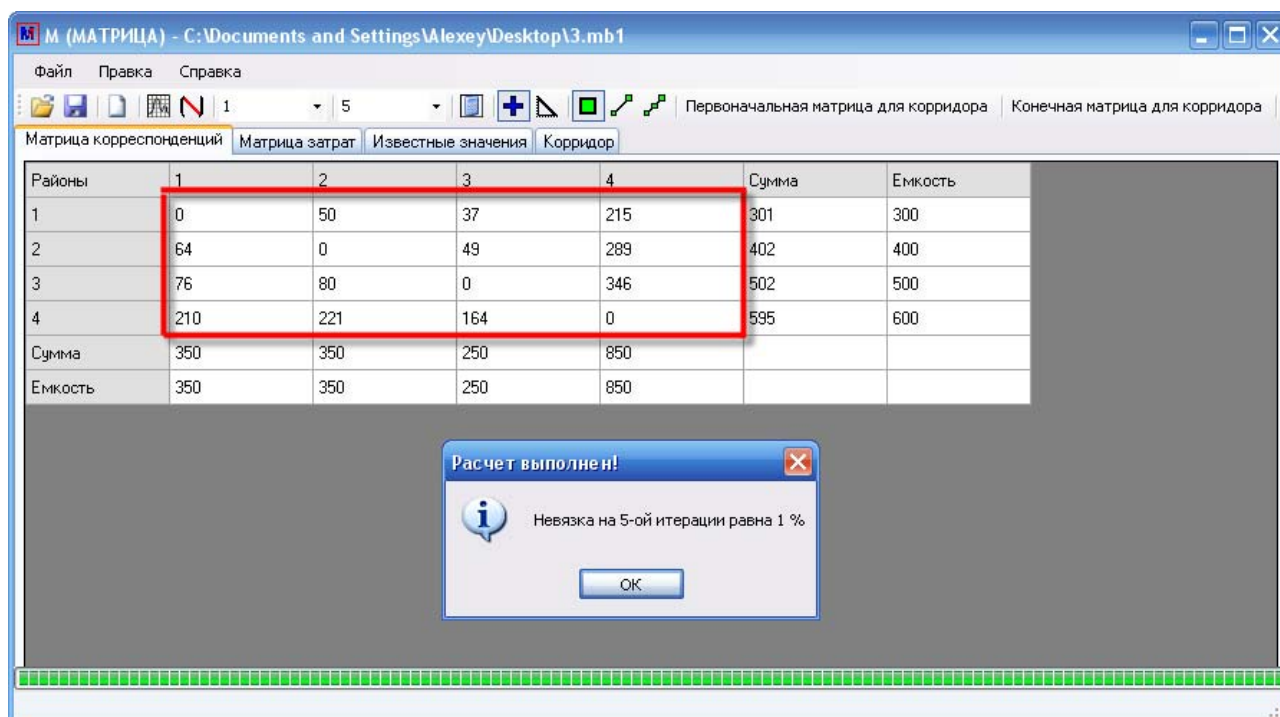 М (МАТРИЦА) - C:\Documents and Settings\Alexey\Desktop\3.mb1
Файл Правка Справка
1 5 Первоначальная матрица для корридора Конечная матрица для корридора
Матрица корреспонденций Матрица затрат Известные значения Корридор
Районы 1 2 3 4 Сумма Емкость
1 0 50 37 215 301 300
2 64 0 49 289 402 400
3 76 80 0 346 502 500
4 210 221 164 0 595 600
Сумма 350 350 250 850
Емкость 350 350 250 850
Расчет выполнен!
Невязка на 5-ой итерации равна 1 %
ОК